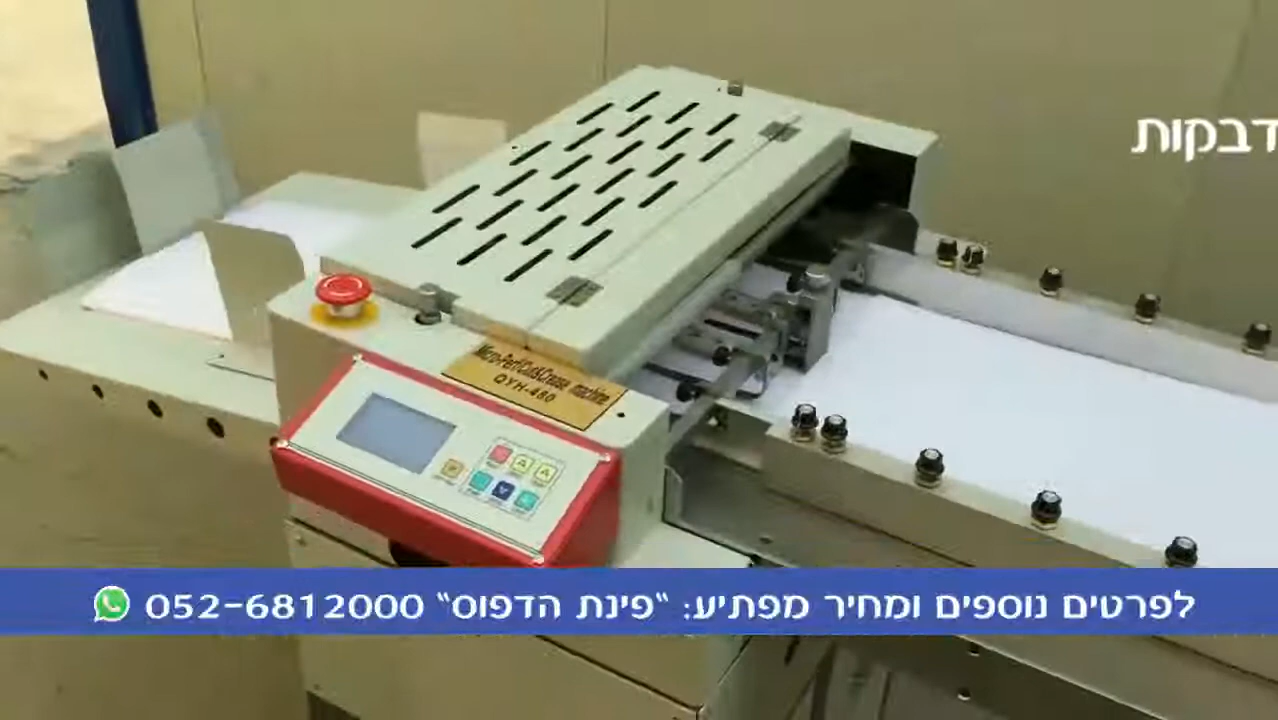 דבקות
Micro-Perf/Cut&Crease machine
QYH-480
לפרטים נוספים ומחיר מפתיע: "פינת הדפוס" 052-6812000